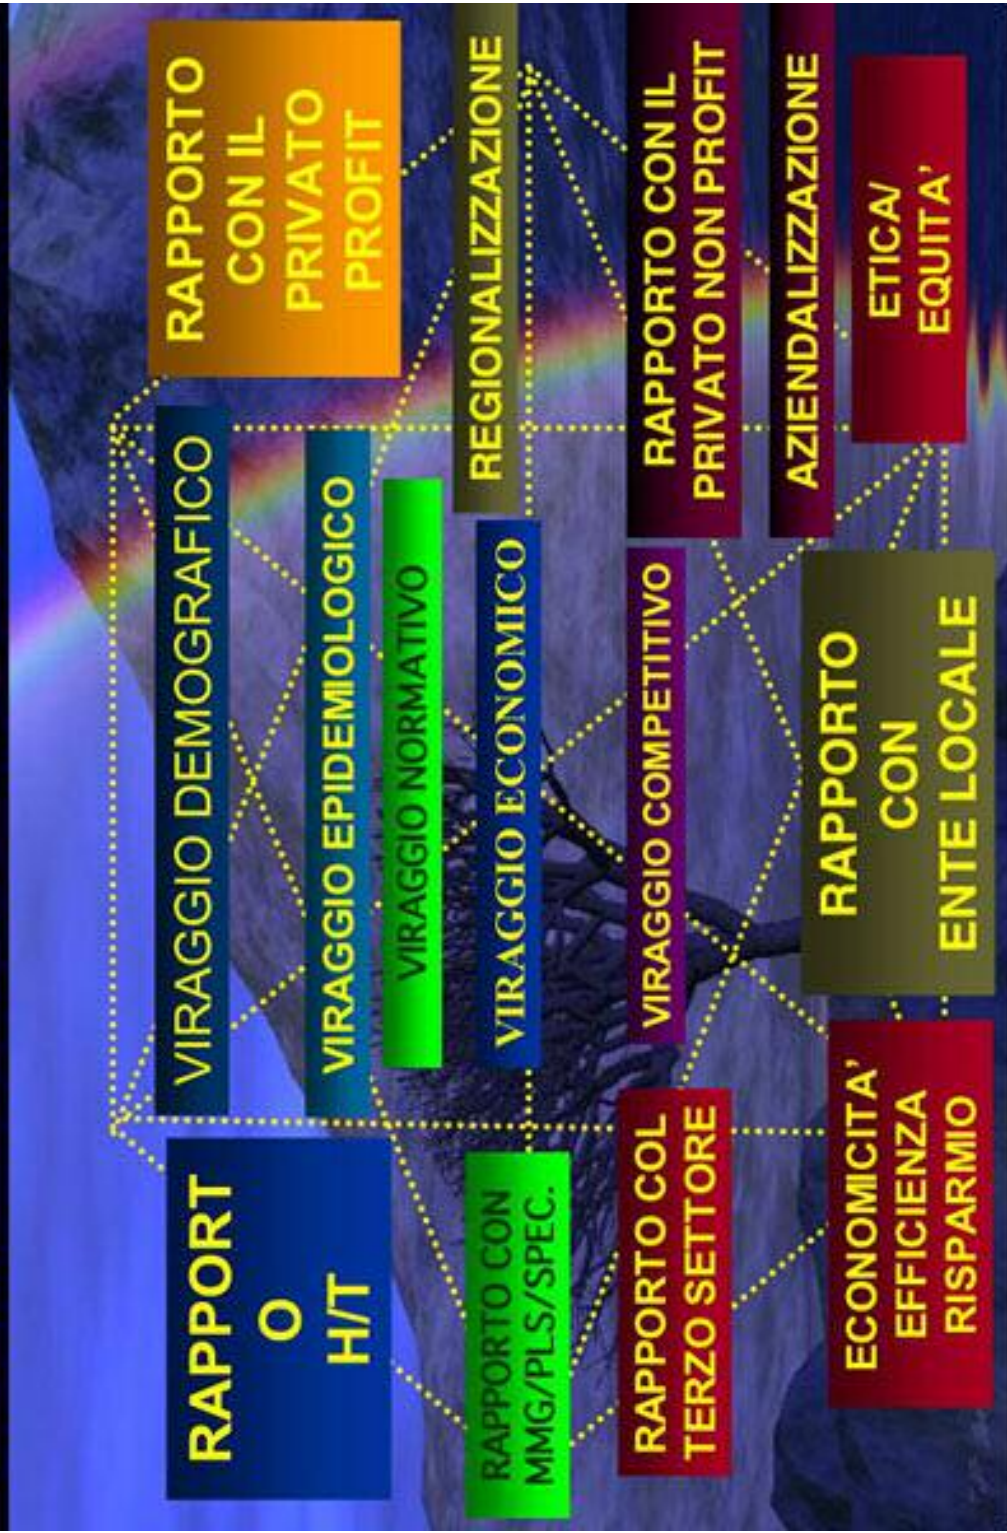 RAPPORT
O
H/T
VIRAGGIO DEMOGRAFICO
RAPPORTO
CON IL
PRIVATO
PROFIT
VIRAGGIO EPIDEMIOLOGICO
VIRAGGIO NORMATIVO
RAPPORTO CON
MMG/PLS/SPEC.
VIRAGGIO ECONOMICO
REGIONALIZZAZIONE
RAPPORTO COL
TERZO SETTORE
VIRAGGIO COMPETITIVO
RAPPORTO CON IL
PRIVATO NON PROFIT
AZIENDALIZZAZIONE
ECONOMICITA’
EFFICIENZA
RISPARMIO
RAPPORTO
CON
ENTE LOCALE
ETICA/
EQUITA’